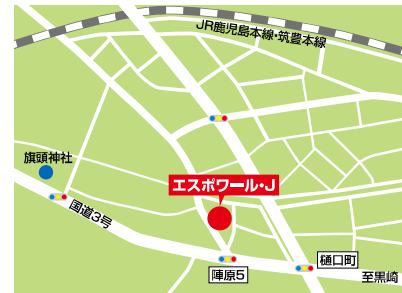 JR鹿児島本線・筑豊本線
旗頭神社
エスポワール・J
国道3号
樋口町
陣原5
至黒崎